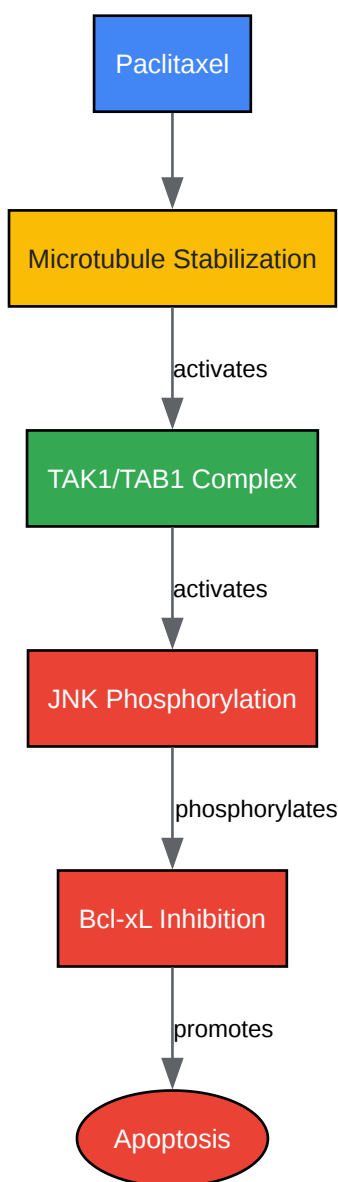 Paclitaxel
Microtubule Stabilization
activates
TAK1/TAB1 Complex
activates
JNK Phosphorylation
phosphorylates
Bcl-xL Inhibition
promotes
Apoptosis